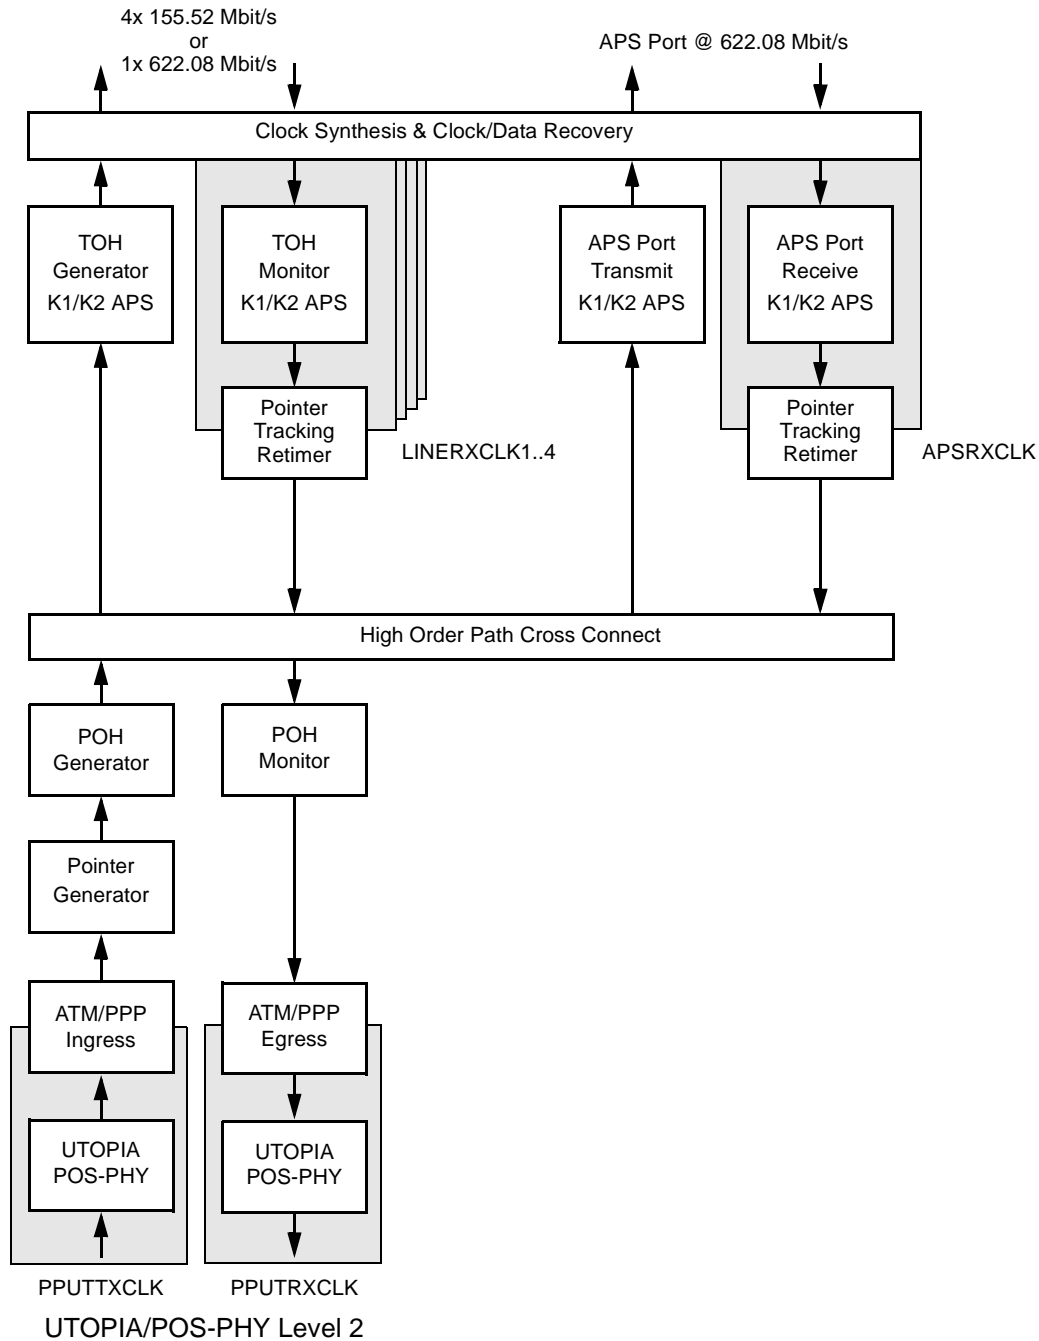 4x 155.52 Mbit/s
or
1x 622.08 Mbit/s
APS Port @ 622.08 Mbit/s
Clock Synthesis & Clock/Data Recovery
TOH
Generator
K1/K2 APS
TOH
Monitor
K1/K2 APS
APS Port
Transmit
K1/K2 APS
APS Port
Receive
K1/K2 APS
Pointer
Tracking
Retimer
LINERXCLK1..4
Pointer
Tracking
Retimer
APSRXCLK
High Order Path Cross Connect
POH
Generator
POH
Monitor
Pointer
Generator
ATM/PPP
Ingress
ATM/PPP
Egress
UTOPIA
POS-PHY
UTOPIA
POS-PHY
PPUTTXCLK
PPUTRXCLK
UTOPIA/POS-PHY Level 2